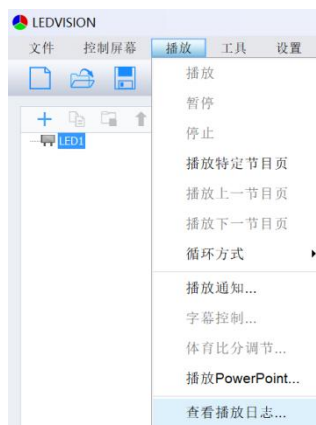 LEDVISION
文件 控制屏幕 播放 工具 设置
播放
暂停
停止
LED1
播放特定节目页
播放上一节目页
播放下一节目页
循环方式
播放通知...
字幕控制...
体育比分调节...
播放PowerPoint...
查看播放日志...